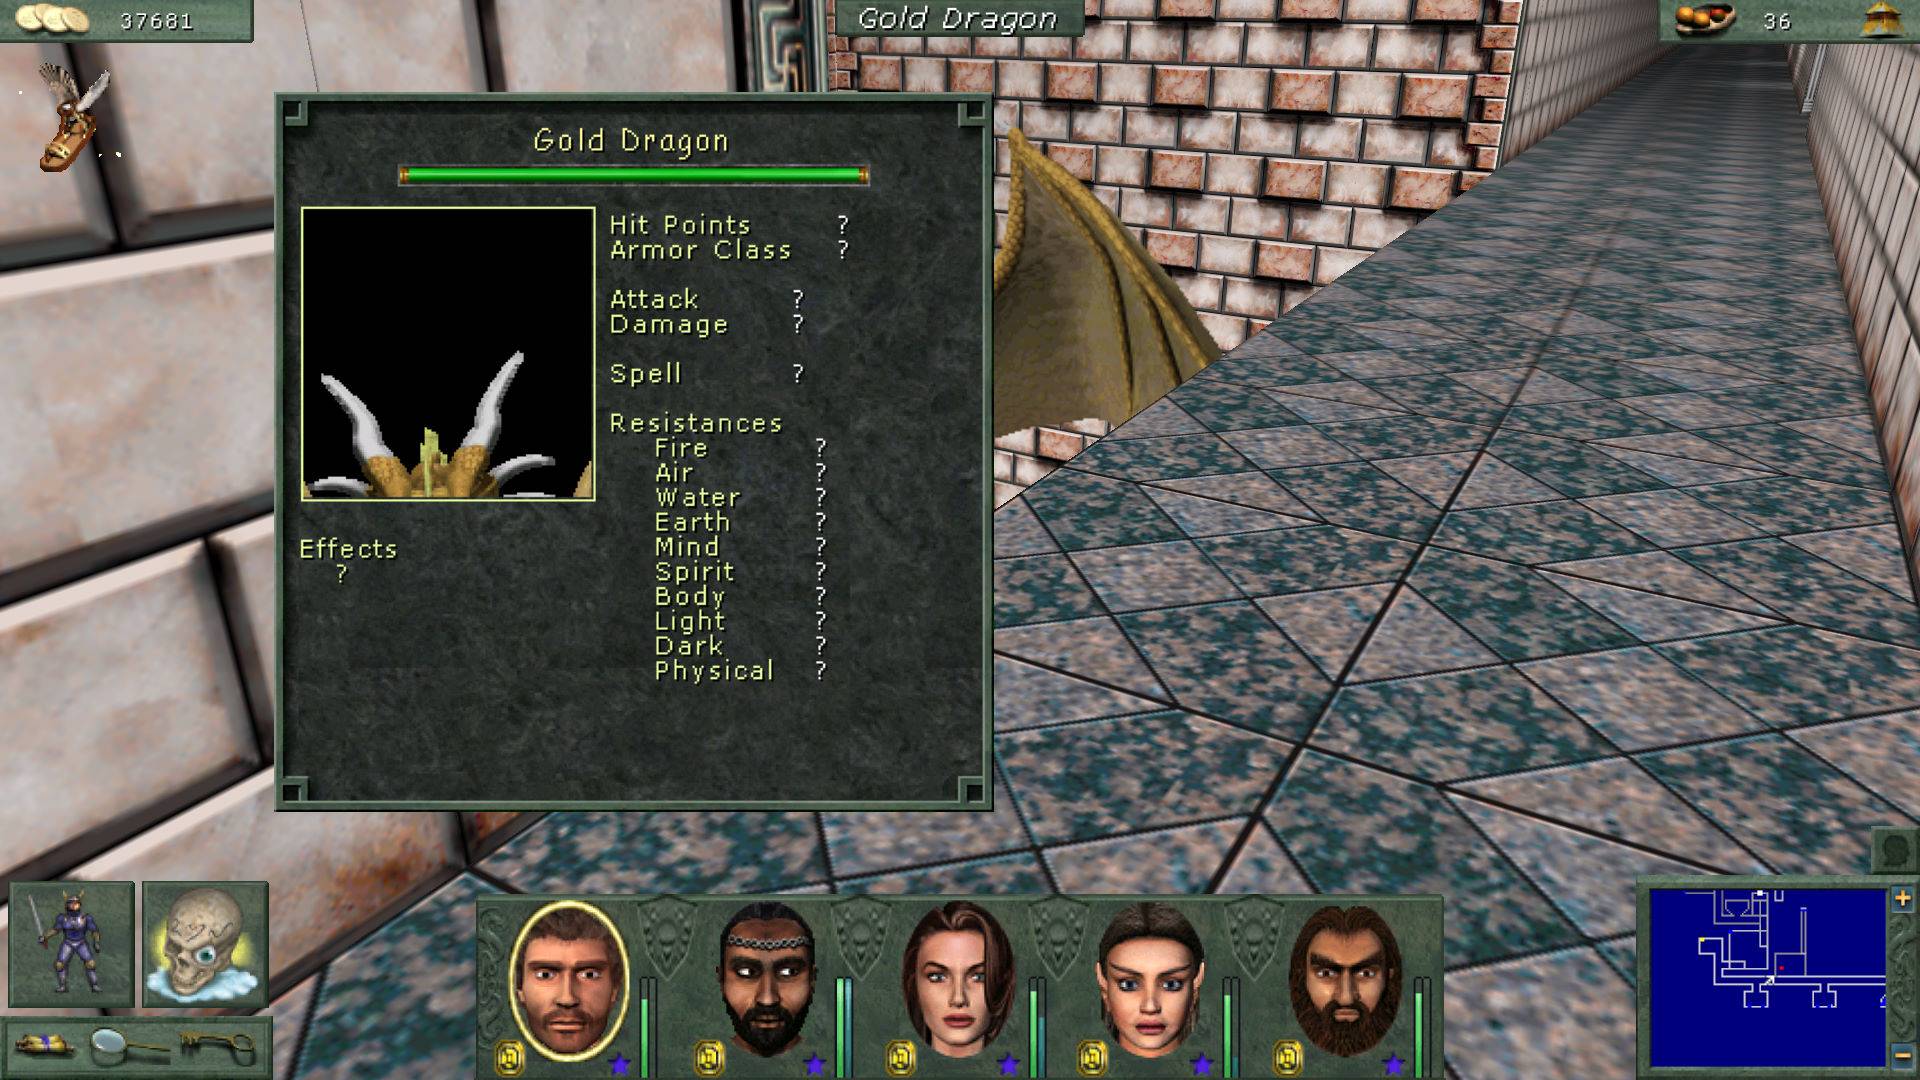 37681
Gold Dragon
36
Gold Dragon
Hit Points ?
Armor Class ?
Attack ?
Damage ?
Spell ?
Resistances
Fire ?
Air ?
Water ?
Earth ?
Mind ?
Spirit ?
Body ?
Light ?
Dark ?
Physical ?
Effects
?